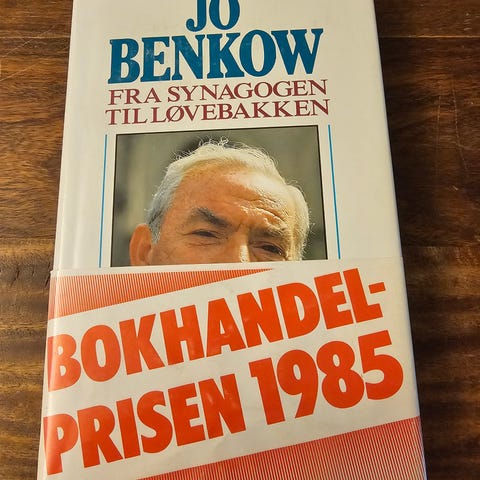 JO
BENKOW
FRA SYNAGOGEN
TIL LØVEBAKKEN
BOKHANDEL-
PRISEN 1985